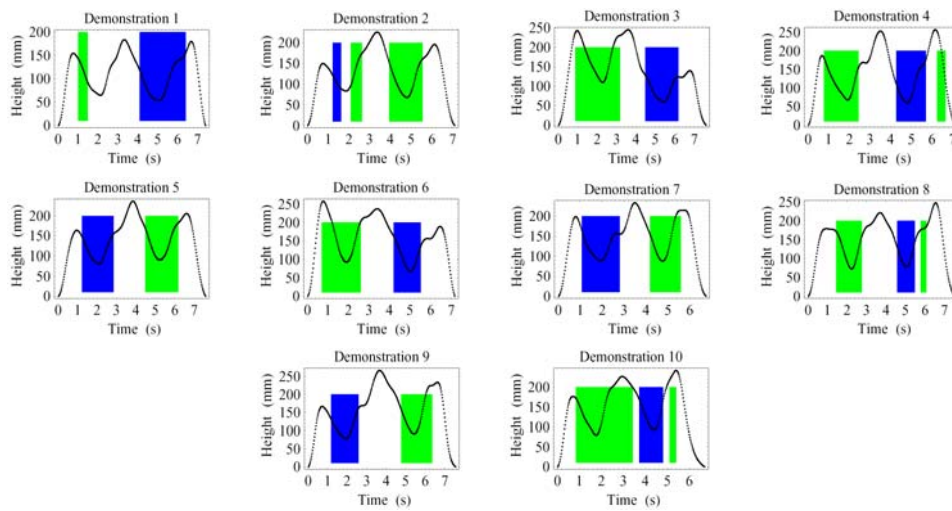 Demonstration 1
Demonstration 2
Demonstration 3
Demonstration 4
Height (mm)
200
150
100
50
0
0 1 2 3 4 5 6 7
Time (s)
Height (mm)
200
150
100
50
0
0 1 2 3 4 5 6 7
Time (s)
Height (mm)
250
200
150
100
50
0
0 1 2 3 4 5 6 7
Time (s)
Height (mm)
250
200
150
100
50
0
0 1 2 3 4 5 6 7
Time (s)
Demonstration 5
Demonstration 6
Demonstration 7
Demonstration 8
Height (mm)
200
150
100
50
0
0 1 2 3 4 5 6 7
Time (s)
Height (mm)
250
200
150
100
50
0
0 1 2 3 4 5 6 7
Time (s)
Height (mm)
200
150
100
50
0
0 1 2 3 4 5 6
Time (s)
Height (mm)
250
200
150
100
50
0
0 1 2 3 4 5 6 7
Time (s)
Demonstration 9
Demonstration 10
Height (mm)
250
200
150
100
50
0
0 1 2 3 4 5 6 7
Time (s)
Height (mm)
200
150
100
50
0
0 1 2 3 4 5 6
Time (s)